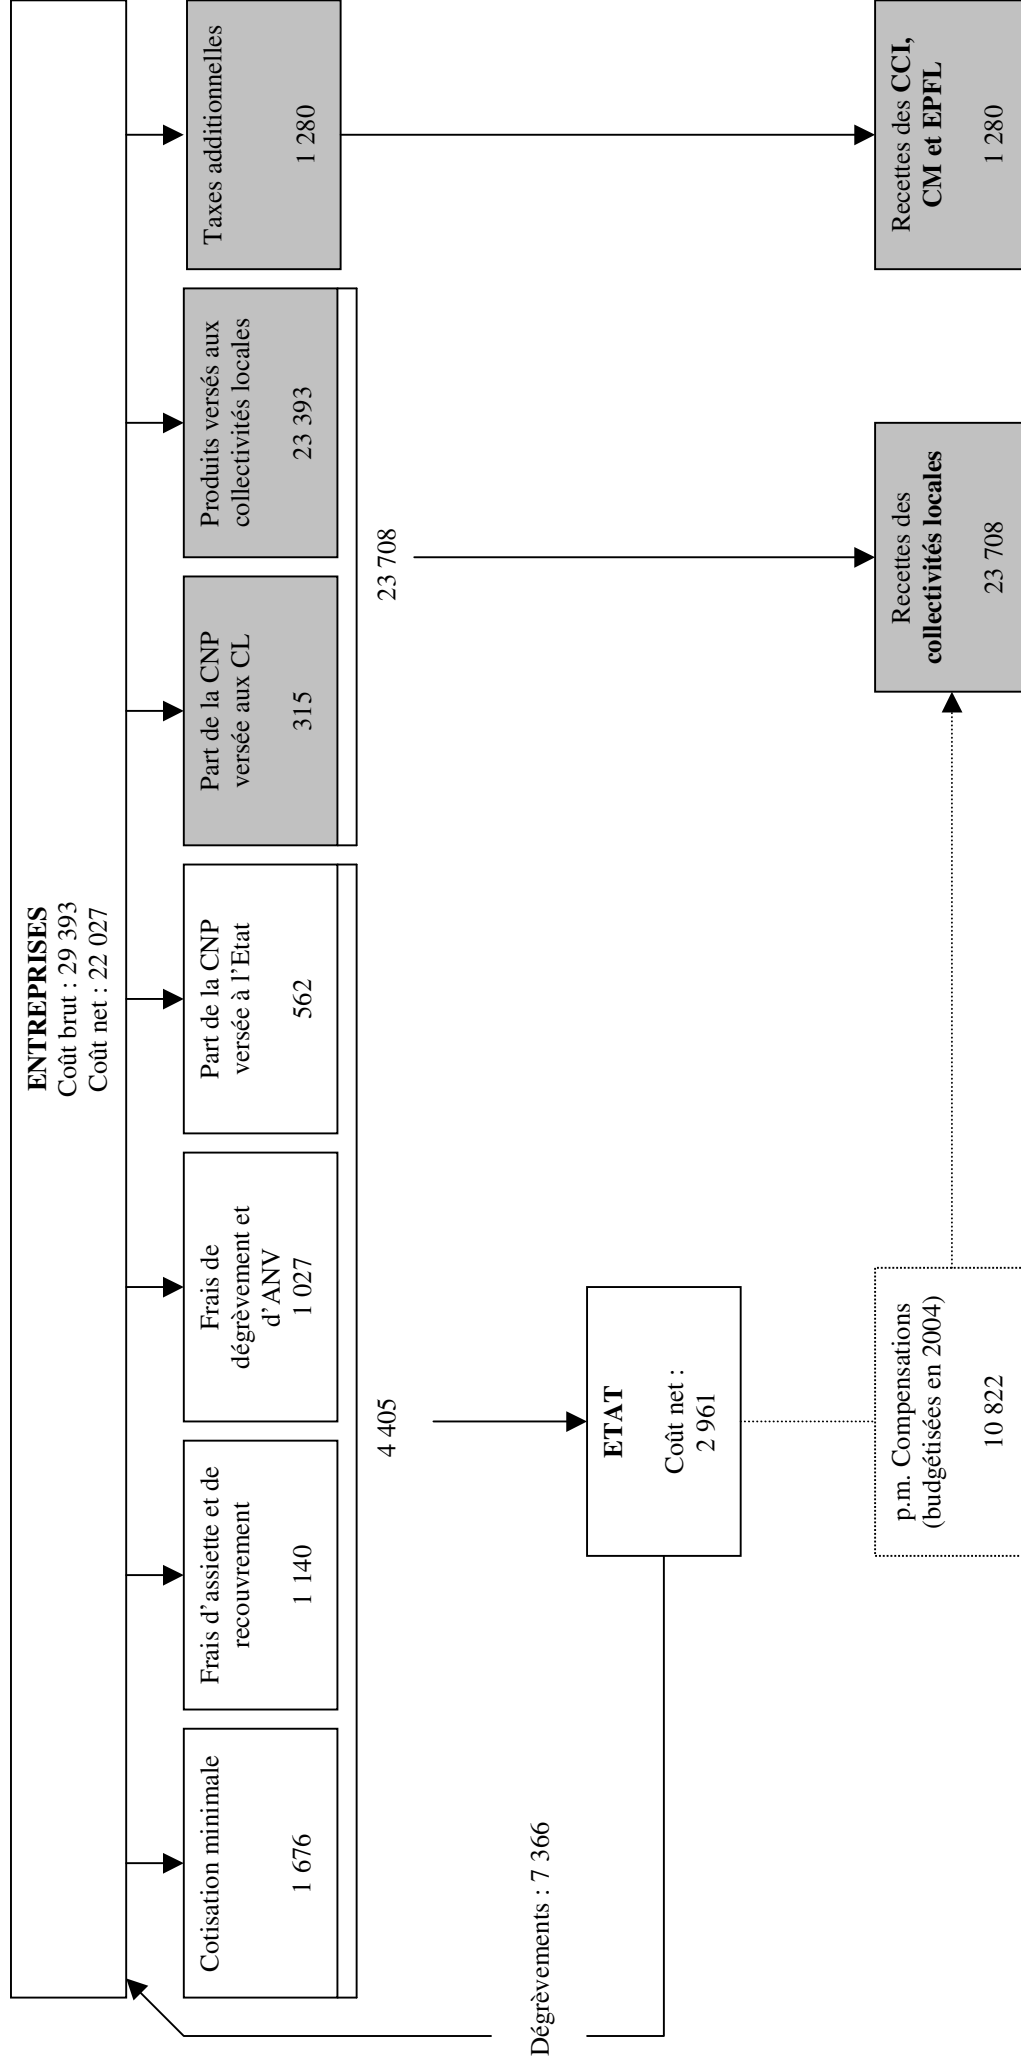 ENTREPRISES
Coût brut : 29 393
Coût net : 22 027
Cotisation minimale
1 676
Frais d'assiette et de
recouvrement
1 140
Frais de
dégrèvement et
d'ANV
1 027
Part de la CNP
versée à l'Etat
562
Part de la CNP
versée aux CL
315
Produits versés aux
collectivités locales
23 393
Taxes additionnelles
1 280
4 405
23 708
Dégrèvements : 7 366
ETAT
Coût net :
2 961
p.m. Compensations
(budgétisées en 2004)
10 822
Recettes des
collectivités locales
23 708
Recettes des CCI,
CM et EPFL
1 280